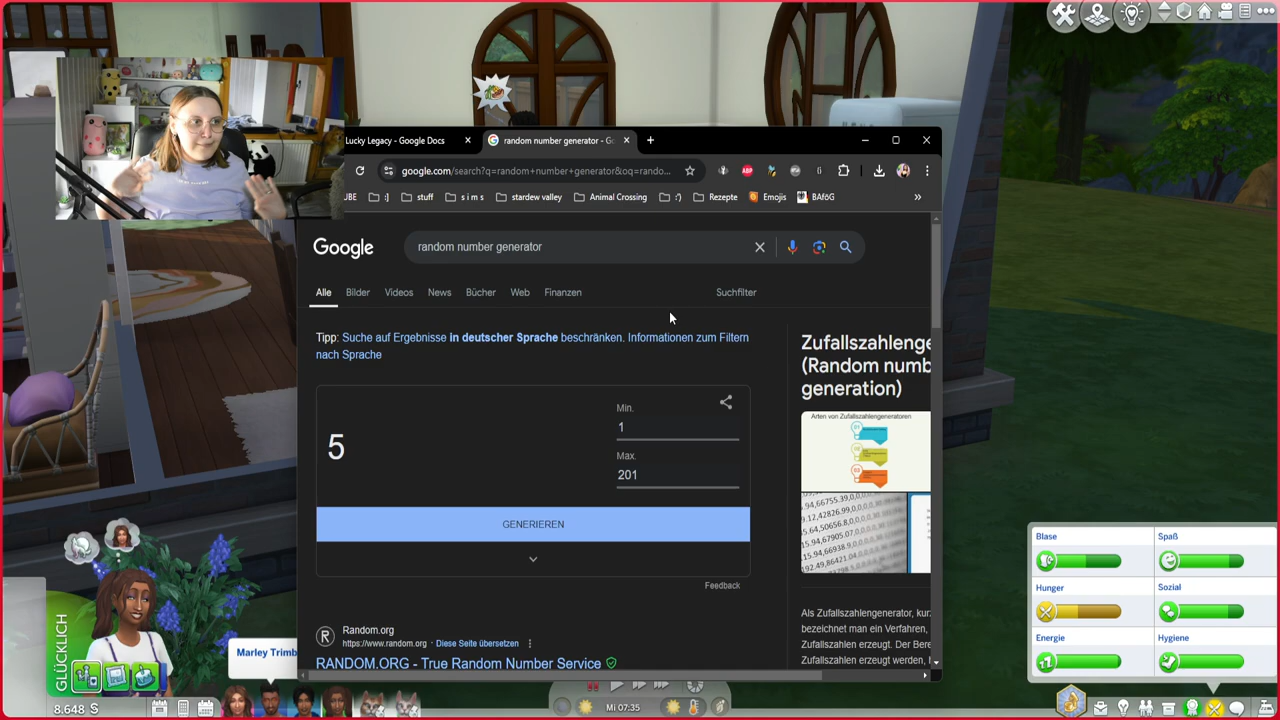 Lucky Legacy - Google Docs
random number generator - Go
google.com/search?q=random+number+generator&oq=rando...
ABP
UBE
:]
stuff
s i m s
stardew valley
Animal Crossing
:')
Rezepte
Emojis
BAföG
»
Google
random number generator
Alle
Bilder
Videos
News
Bücher
Web
Finanzen
Suchfilter
Tipp: Suche auf Ergebnisse in deutscher Sprache beschränken. Informationen zum Filtern
nach Sprache
Zufallszahlenge
(Random numb
generation)
Arten von Zufallszahlengeneratoren
5
Min.
1
Max.
201
GENERIEREN
Feedback
Random.org
https://www.random.org · Diese Seite übersetzen
RANDOM.ORG - True Random Number Service
Als Zufallszahlengenerator, kurz
bezeichnet man ein Verfahren,
Zufallszahlen erzeugt. Der Bere
Zufallszahlen erzeugt werden,
Blase
Spaß
Hunger
Sozial
Energie
Hygiene
GLÜCKLICH
Marley Trimb
8.648 $
Mi 07:35